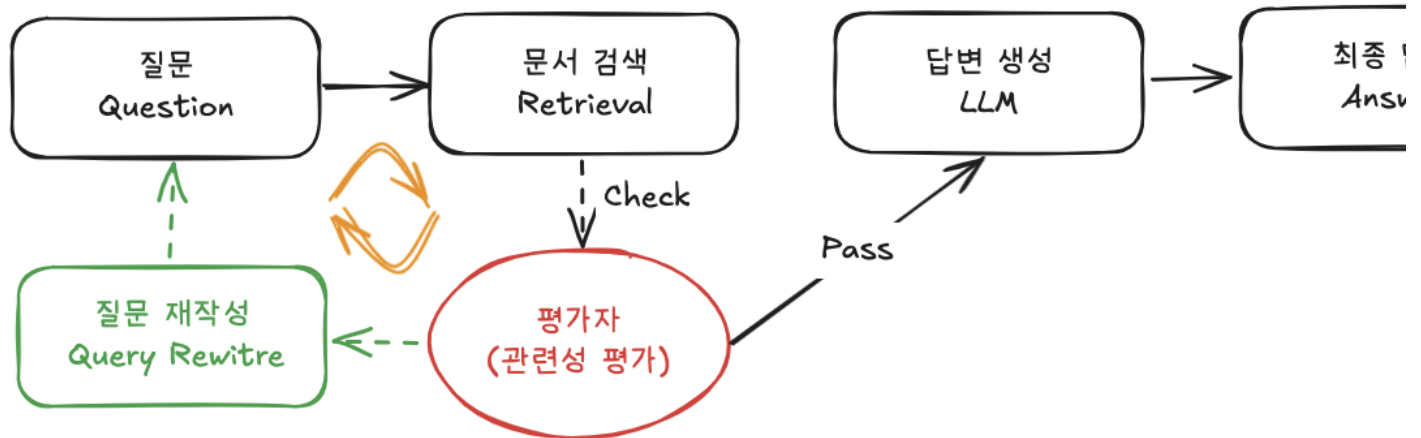 질문
Question
문서 검색
Retrieval
답변 생성
LLM
최종
Check
Pass
질문 재작성
Query Rewitre
평가자
(관련성 평가)